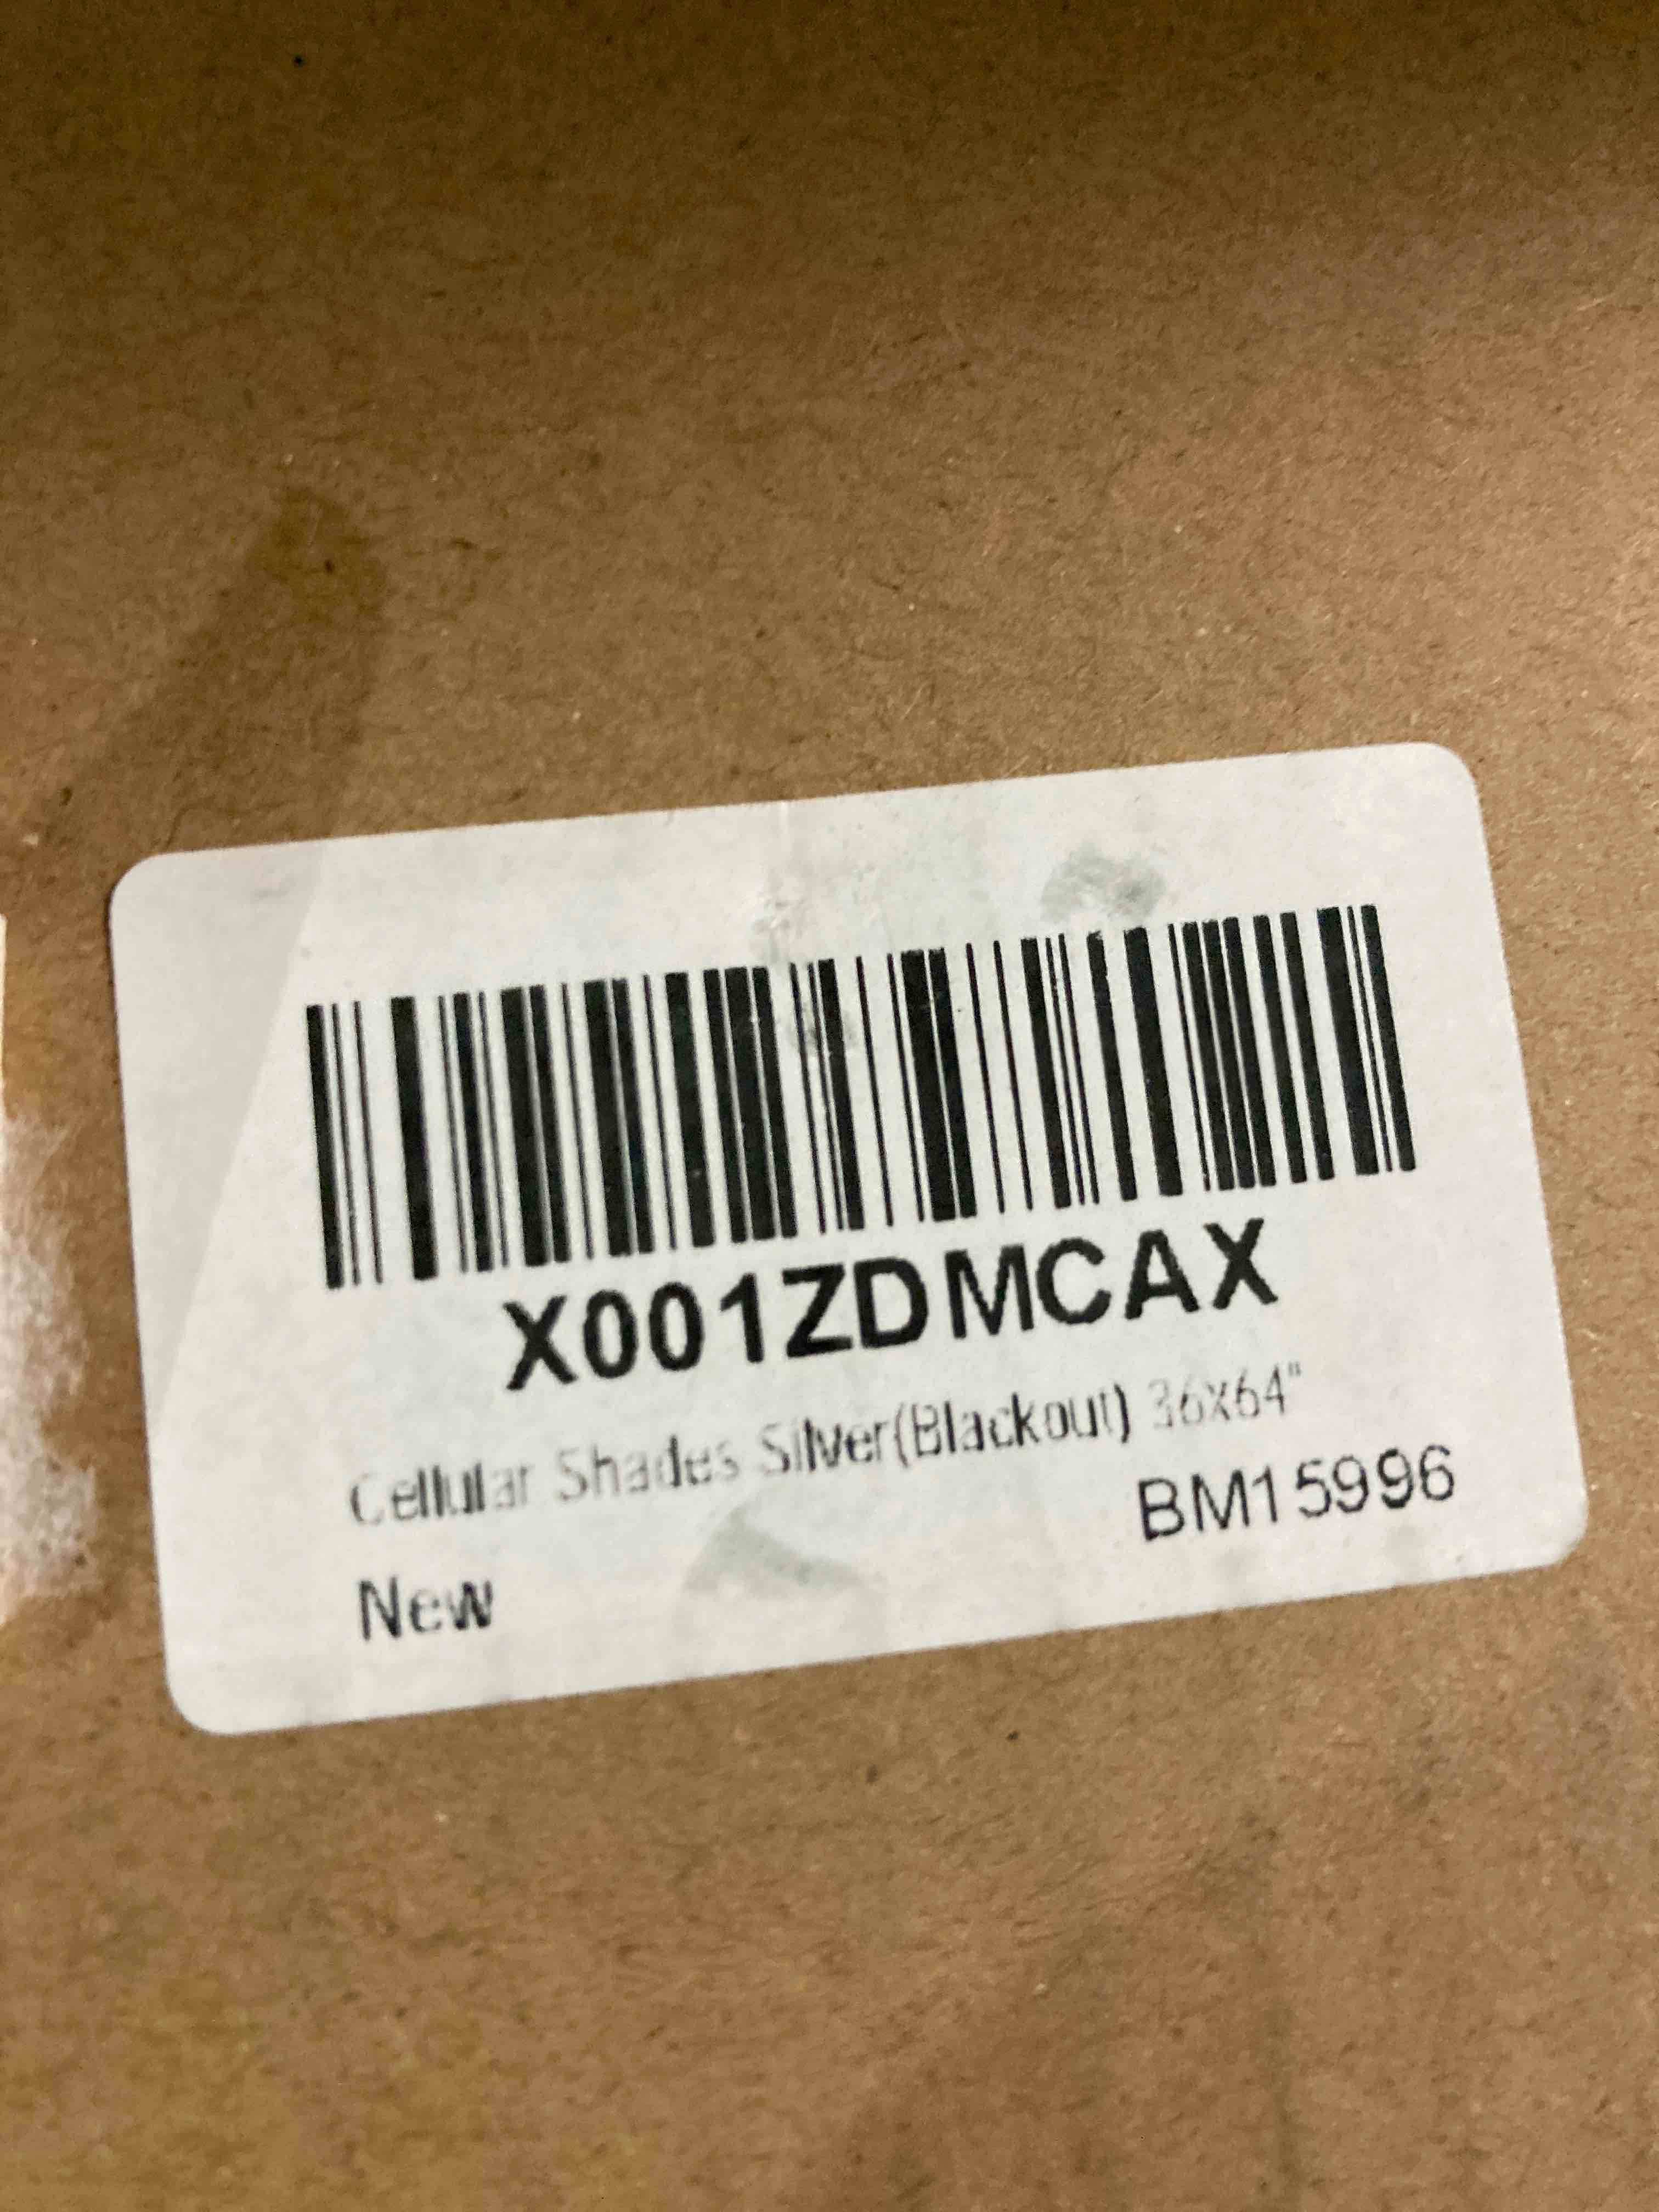 X001ZDMCAX
Cellular Shades Silver(Blackout) 36X64"
BM15996
New